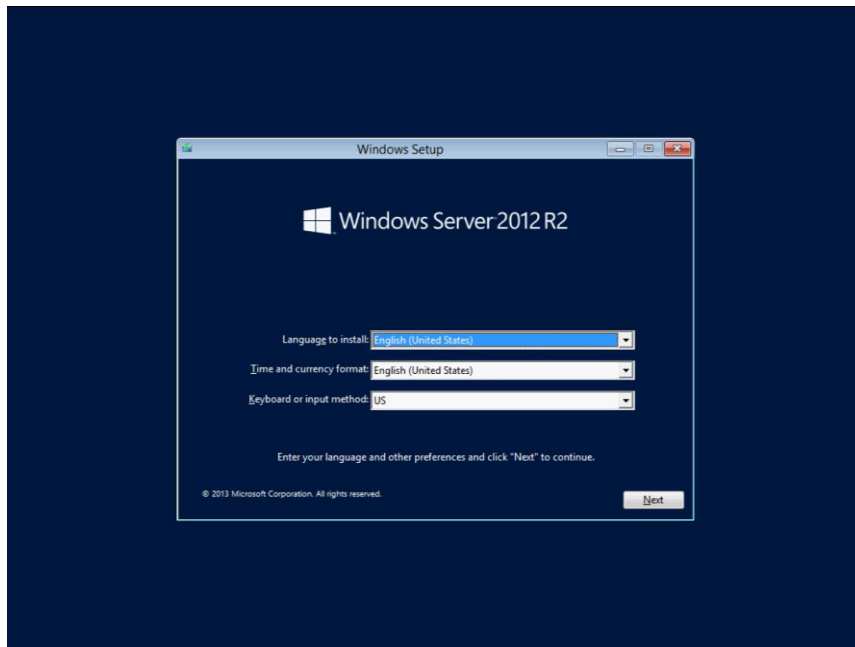 Windows Setup
Windows Server 2012 R2
Language to install: English (United States)
Time and currency format: English (United States)
Keyboard or input method: US
Enter your language and other preferences and click "Next" to continue.
© 2013 Microsoft Corporation. All rights reserved.
Next